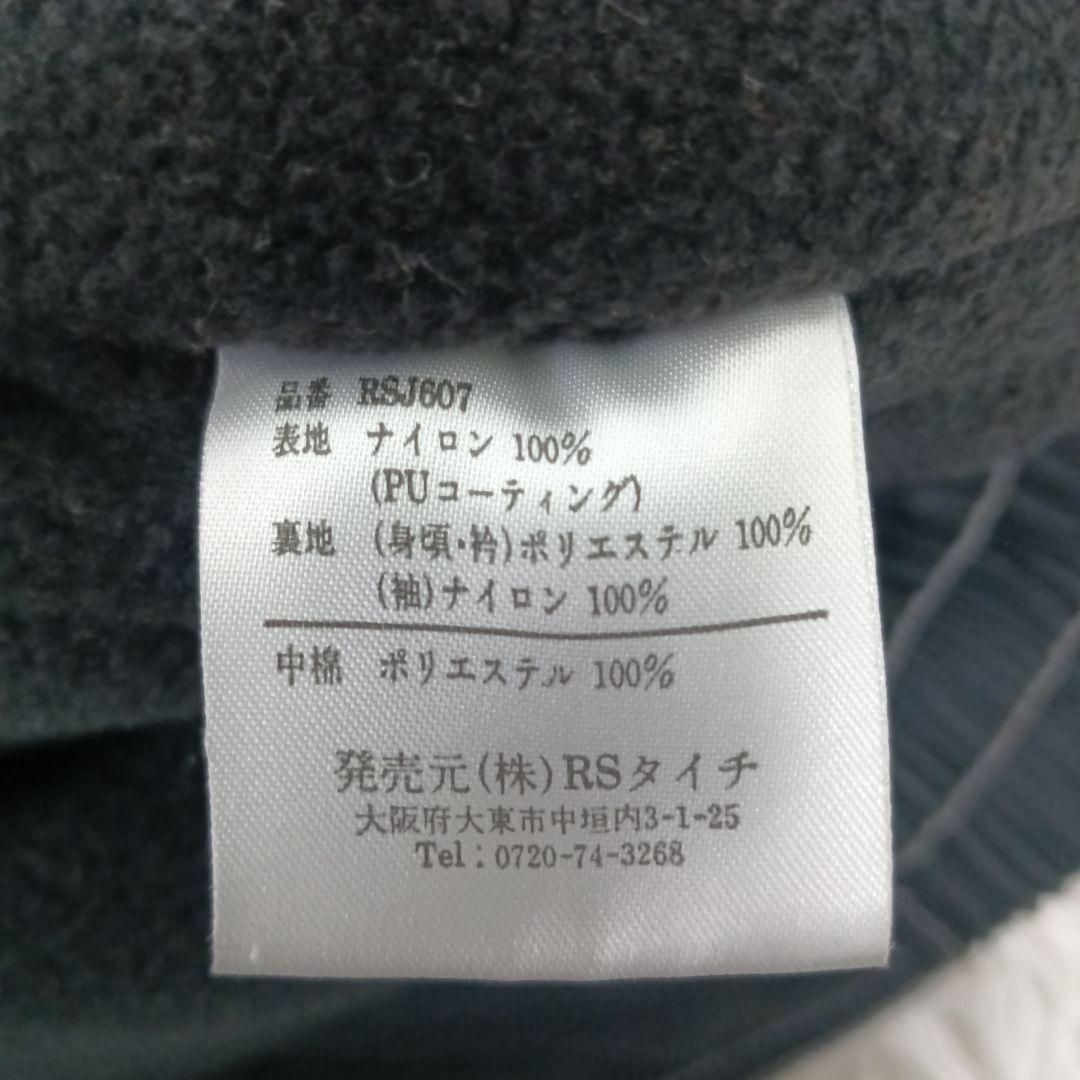 品番 RSJ607
表地 ナイロン 100%
(PUコーティング)
裏地 (身頃・衿)ポリエステル 100%
(袖)ナイロン 100%
中棉 ポリエステル 100%
発売元(株)RSタイチ
大阪府大東市中垣内3-1-25
Tel : 0720-74-3268